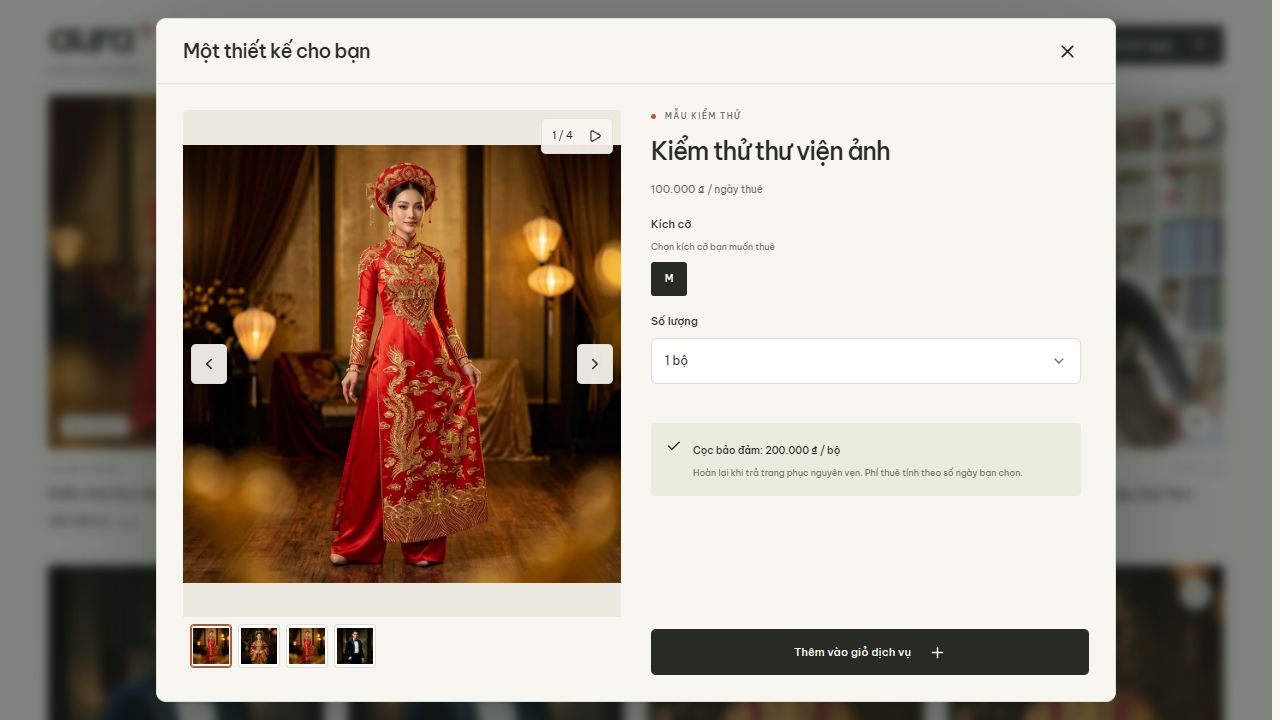 aura
Một thiết kế cho bạn
1 / 4
MẪU KIỂM THỬ
Kiểm thử thư viện ảnh
100.000 ₫ / ngày thuê
Kích cỡ
Chọn kích cỡ bạn muốn thuê
M
Số lượng
1 bộ
Cọc bảo đảm: 200.000 ₫ / bộ
Hoàn lại khi trả trang phục nguyên vẹn. Phí thuê tính theo số ngày bạn chọn.
Thêm vào giỏ dịch vụ